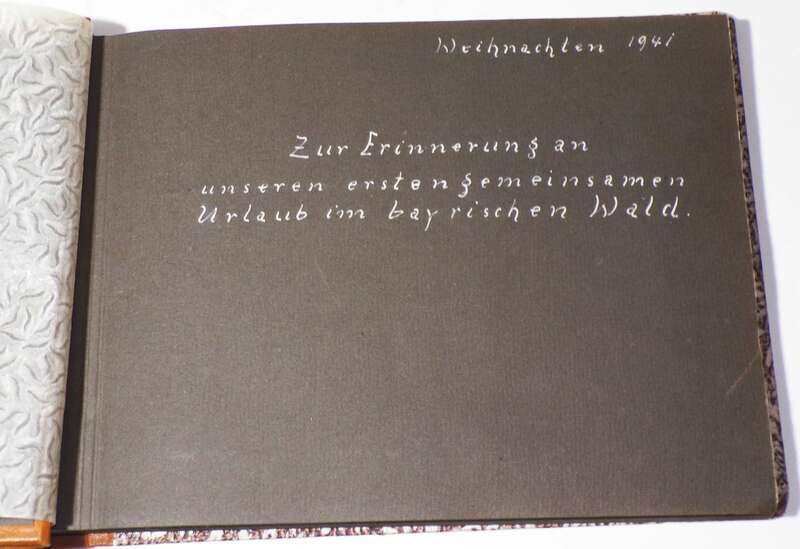 Weihnachten 1941
Zur Erinnerung an
unseren ersten gemeinsamen
Urlaub im bayrischen Wald.